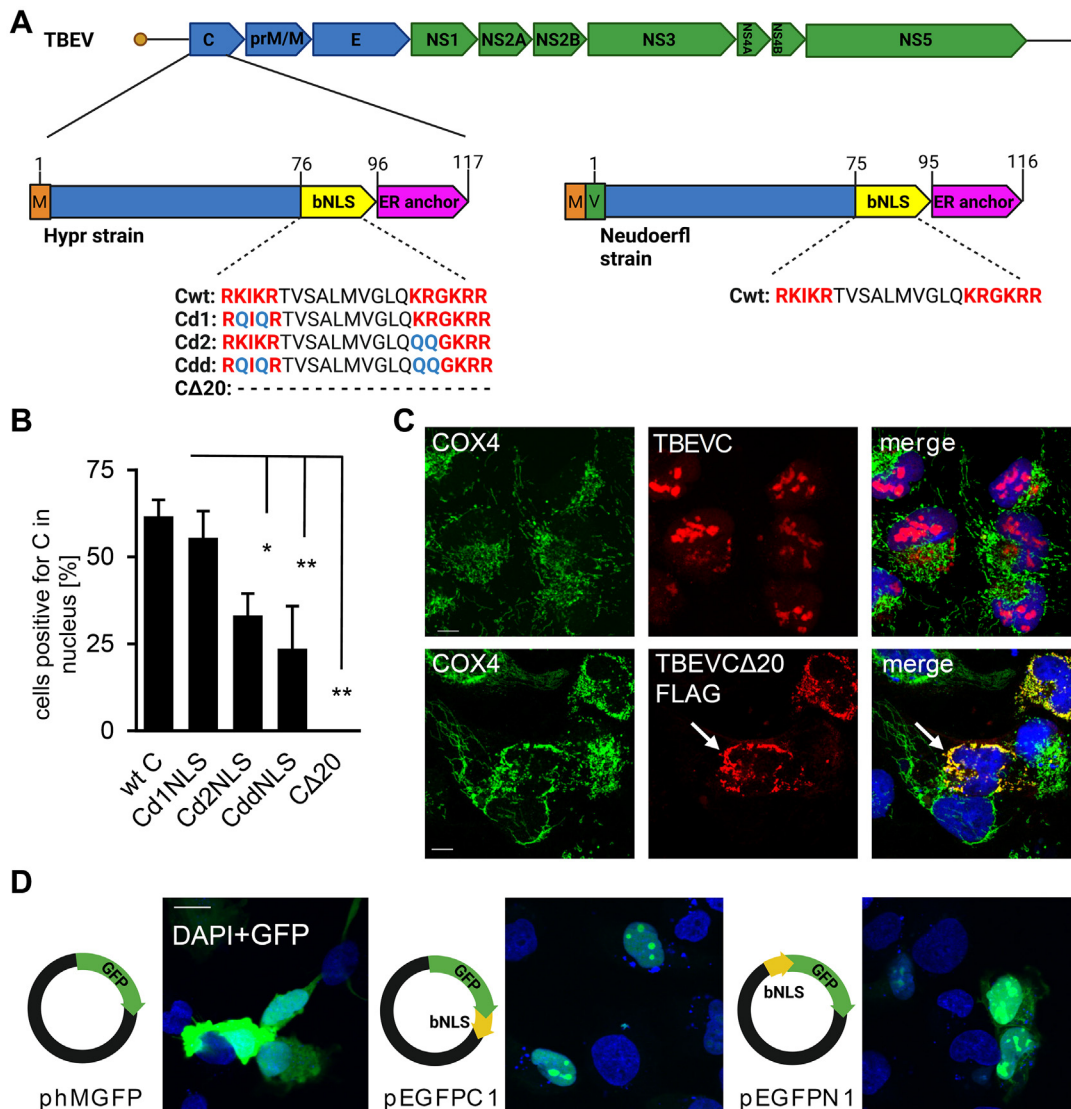 A
TBEV
C prM/M E NS1 NS2A NS2B NS3 NS4A NS4B NS5
1 76 96 117
M bNLS ER anchor
Hypr strain
1 75 95 116
M V bNLS ER anchor
Neudoerfl
strain
Cwt: RKIKRTVSALMVGLQKRGKRR
Cd1: RQIQRTVSALMVGLQKRGKRR
Cd2: RKIKRTVSALMVGLQQQGKRR
Cdd: RQIQRTVSALMVGLQQQGKRR
CΔ20: - - - - - - - - - - - - - - - - - - - - -
Cwt: RKIKRTVSALMVGLQKRGKRR
B
cells positive for C in
nucleus [%]
75
50
25
0
*
**
**
wt C
Cd1NLS
Cd2NLS
CddNLS
CΔ20
C
COX4 TBEVC merge
COX4 TBEVCΔ20 merge
FLAG
D
GFP
phMGFP
DAPI+GFP
GFP
bNLS
pEGFPC1
bNLS
GFP
pEGFPN1